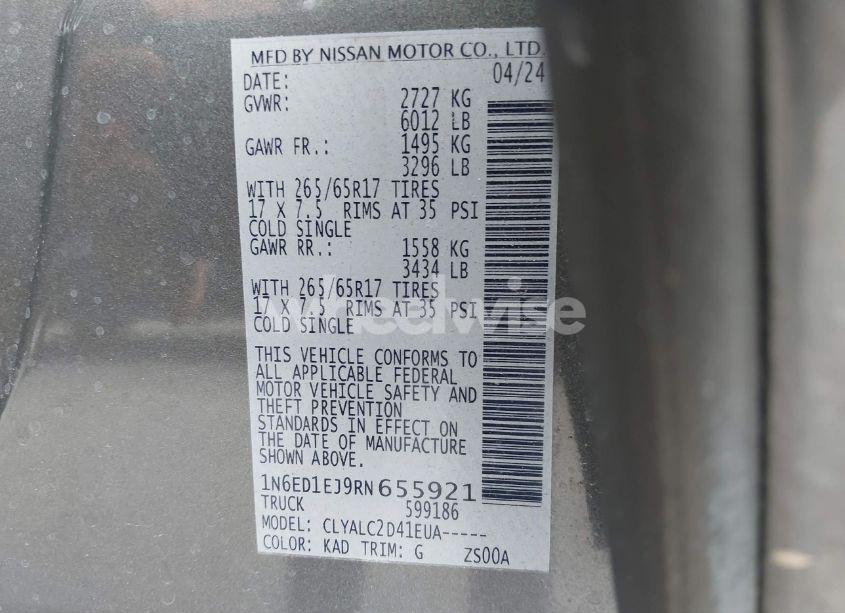 MFD BY NISSAN MOTOR CO., LTD.
DATE: 04/24
GVWR: 2727 KG
6012 LB
GAWR FR.: 1495 KG
3296 LB
WITH 265/65R17 TIRES
17 X 7.5 RIMS AT 35 PSI
COLD SINGLE
GAWR RR.: 1558 KG
3434 LB
WITH 265/65R17 TIRES
17 X 7.5 RIMS AT 35 PSI
COLD SINGLE
wheelwise
THIS VEHICLE CONFORMS TO
ALL APPLICABLE FEDERAL
MOTOR VEHICLE SAFETY AND
THEFT PREVENTION
STANDARDS IN EFFECT ON
THE DATE OF MANUFACTURE
SHOWN ABOVE.
1N6ED1EJ9RN655921
TRUCK 599186
MODEL: CLYALC2D41EUA-----
COLOR: KAD TRIM: G ZS00A